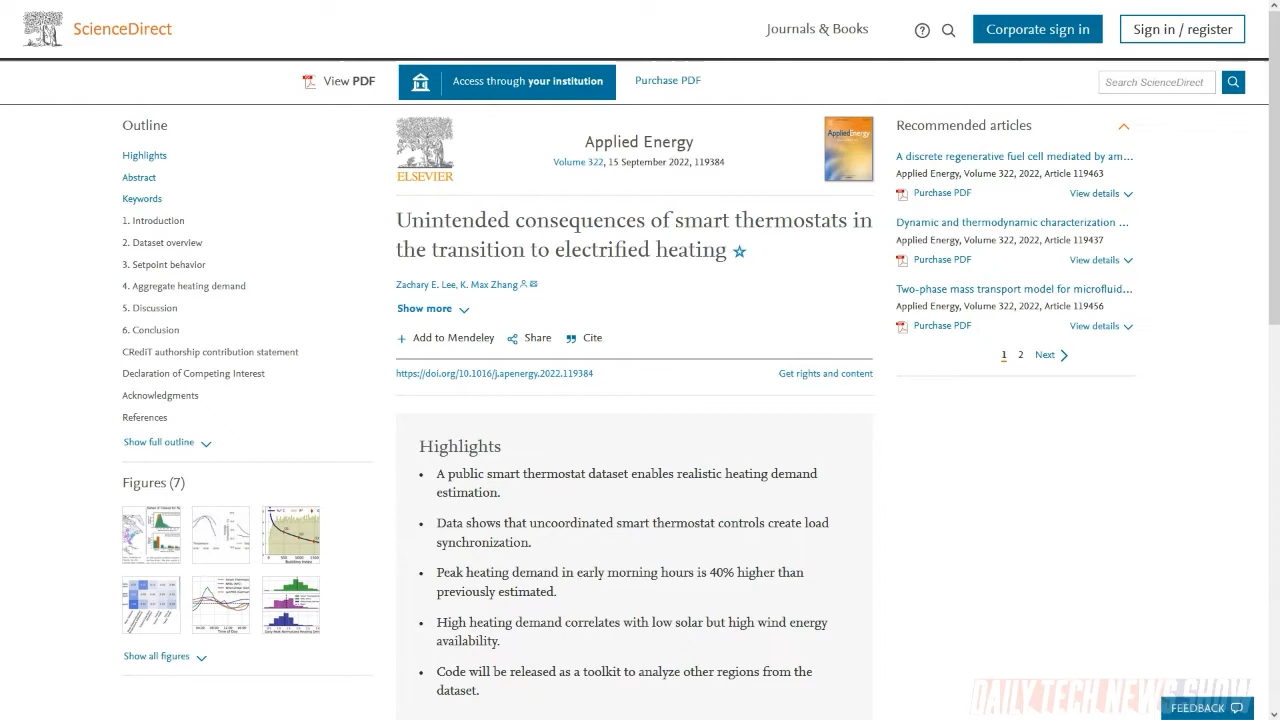 ScienceDirect
Journals & Books
Corporate sign in
Sign in / register
View PDF
Access through your institution
Purchase PDF
Search ScienceDirect
Outline
Highlights
Abstract
Keywords
1. Introduction
2. Dataset overview
3. Setpoint behavior
4. Aggregate heating demand
5. Discussion
6. Conclusion
CRediT authorship contribution statement
Declaration of Competing Interest
Acknowledgments
References
Show full outline
Figures (7)
Show all figures
ELSEVIER
Applied Energy
Volume 322, 15 September 2022, 119384
AppliedEnergy
Unintended consequences of smart thermostats in
the transition to electrified heating
Zachary E. Lee, K. Max Zhang
Show more
Add to Mendeley
Share
Cite
https://doi.org/10.1016/j.apenergy.2022.119384
Get rights and content
Highlights
• A public smart thermostat dataset enables realistic heating demand
estimation.
• Data shows that uncoordinated smart thermostat controls create load
synchronization.
• Peak heating demand in early morning hours is 40% higher than
previously estimated.
• High heating demand correlates with low solar but high wind energy
availability.
• Code will be released as a toolkit to analyze other regions from the
dataset.
Recommended articles
A discrete regenerative fuel cell mediated by am...
Applied Energy, Volume 322, 2022, Article 119463
Purchase PDF
View details
Dynamic and thermodynamic characterization ...
Applied Energy, Volume 322, 2022, Article 119437
Purchase PDF
View details
Two-phase mass transport model for microfluid...
Applied Energy, Volume 322, 2022, Article 119456
Purchase PDF
View details
1 2 Next
DAILY TECH NEWS SHOW
FEEDBACK